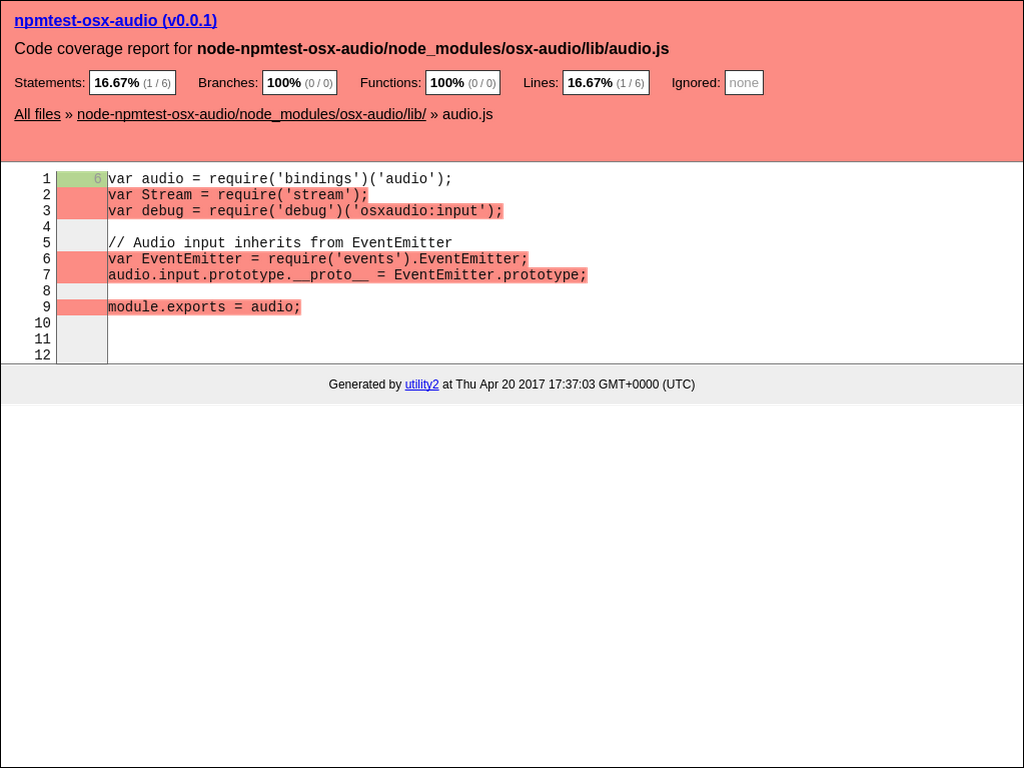 npmtest-osx-audio (v0.0.1)
Code coverage report for node-npmtest-osx-audio/node_modules/osx-audio/lib/audio.js
Statements: 16.67% (1 / 6) Branches: 100% (0 / 0) Functions: 100% (0 / 0) Lines: 16.67% (1 / 6) Ignored: none
All files » node-npmtest-osx-audio/node_modules/osx-audio/lib/ » audio.js
1 6 var audio = require('bindings')('audio');
2 var Stream = require('stream');
3 var debug = require('debug')('osxaudio:input');
4
5 // Audio input inherits from EventEmitter
6 var EventEmitter = require('events').EventEmitter;
7 audio.input.prototype.__proto__ = EventEmitter.prototype;
8
9 module.exports = audio;
10
11
12
Generated by utility2 at Thu Apr 20 2017 17:37:03 GMT+0000 (UTC)